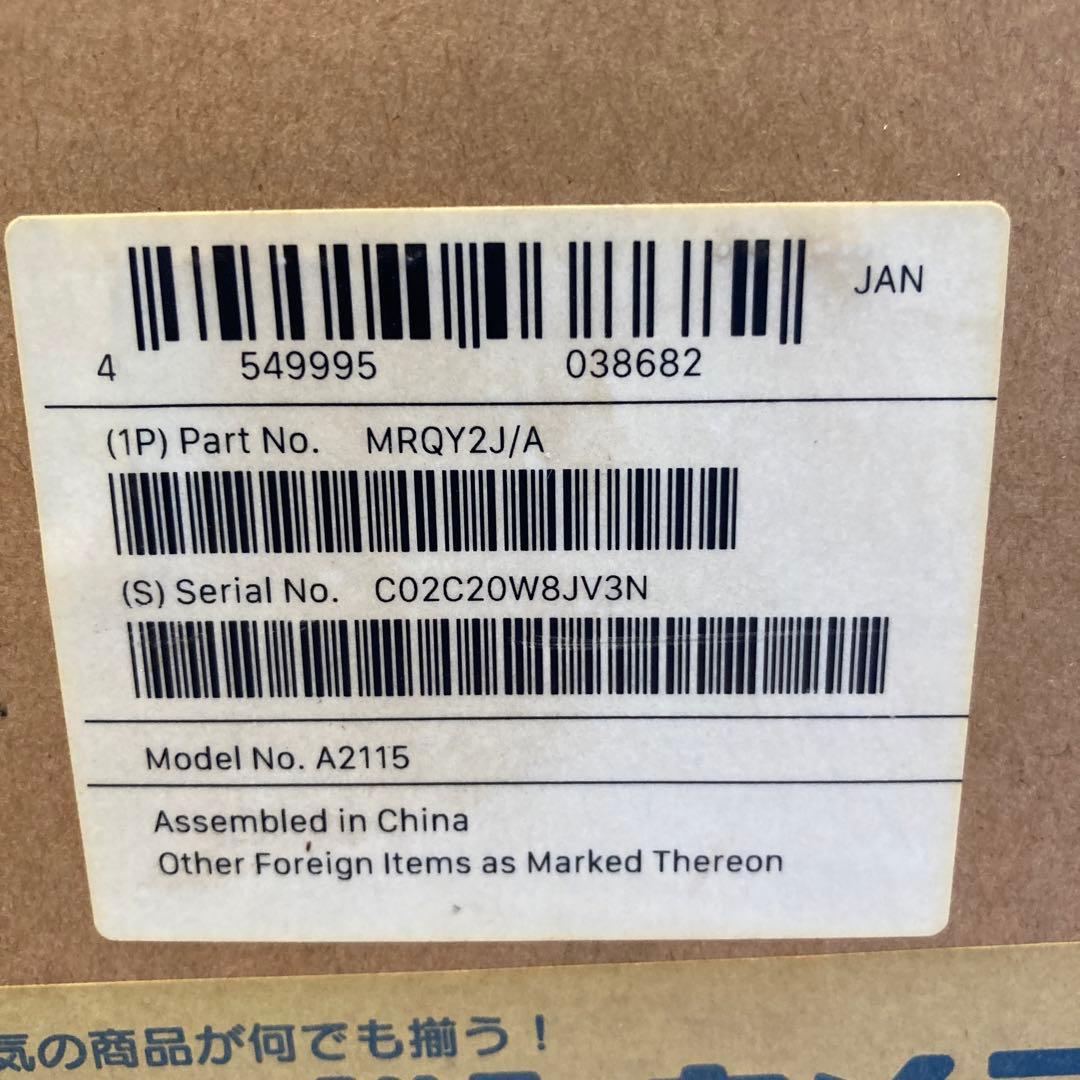 JAN
4 549995 038682
(1P) Part No. MRQY2J/A
(S) Serial No. C02C20W8JV3N
Model No. A2115
Assembled in China
Other Foreign Items as Marked Thereon
気の商品が何でも揃う!